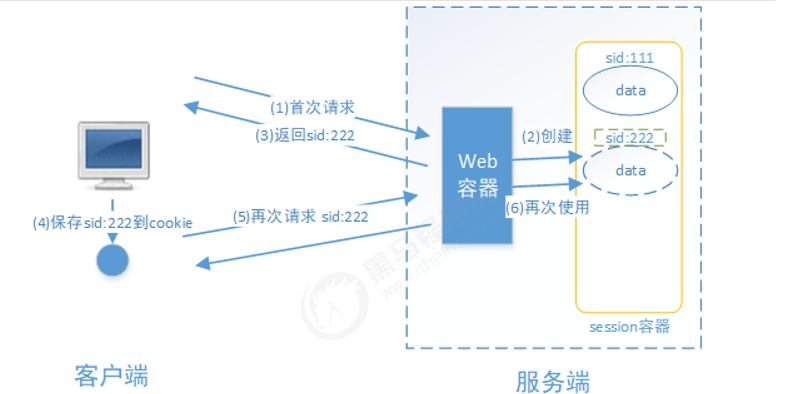 sid:111
data
(1)首次请求
(2)创建
sid:222
(3)返回sid:222
Web
容器
data
(4)保存sid:222到cookie
(5)再次请求 sid:222
(6)再次使用
session容器
客户端
服务端